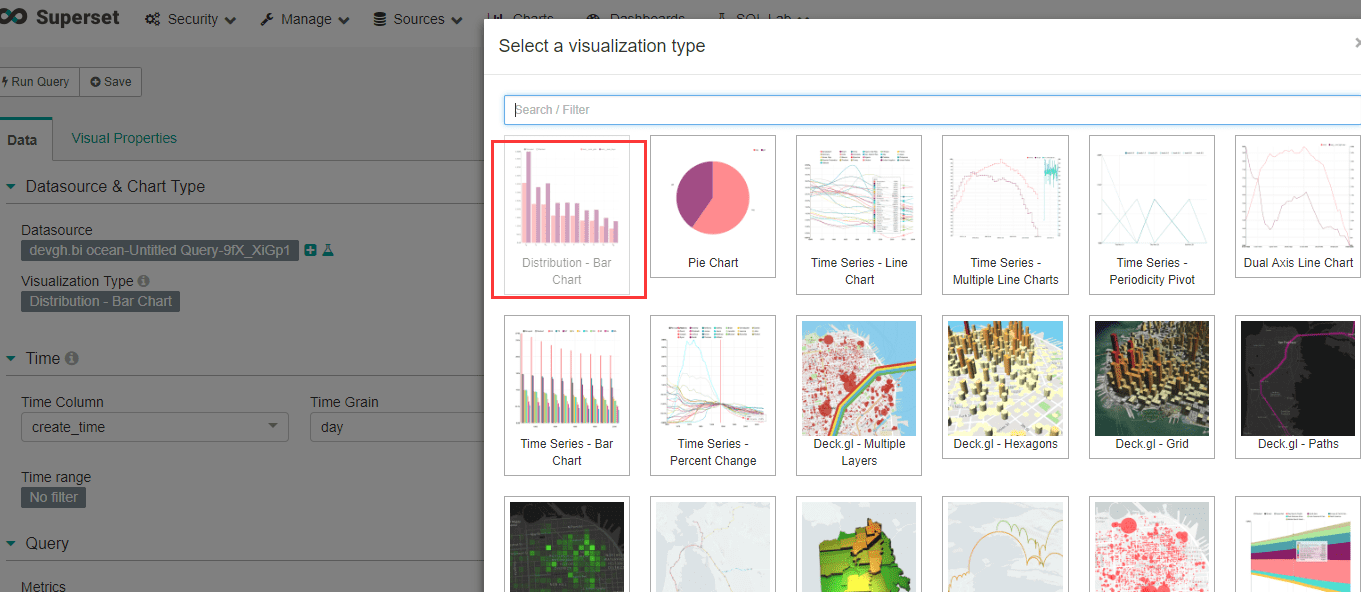 Superset
Security
Manage
Sources
Charts
Dashboards
SQL Lab
Select a visualization type
Run Query
Save
Search / Filter
Data
Visual Properties
Datasource & Chart Type
Datasource
devgh.bi ocean-Untitled Query-9fX_XiGp1
Visualization Type
Distribution - Bar Chart
Time
Time Column
Time Grain
create_time
day
Time range
No filter
Query
Metrics
Distribution - Bar
Chart
Pie Chart
Time Series - Line
Chart
Time Series -
Multiple Line Charts
Time Series -
Periodicity Pivot
Dual Axis Line Chart
Time Series - Bar
Chart
Time Series -
Percent Change
Deck.gl - Multiple
Layers
Deck.gl - Hexagons
Deck.gl - Grid
Deck.gl - Paths